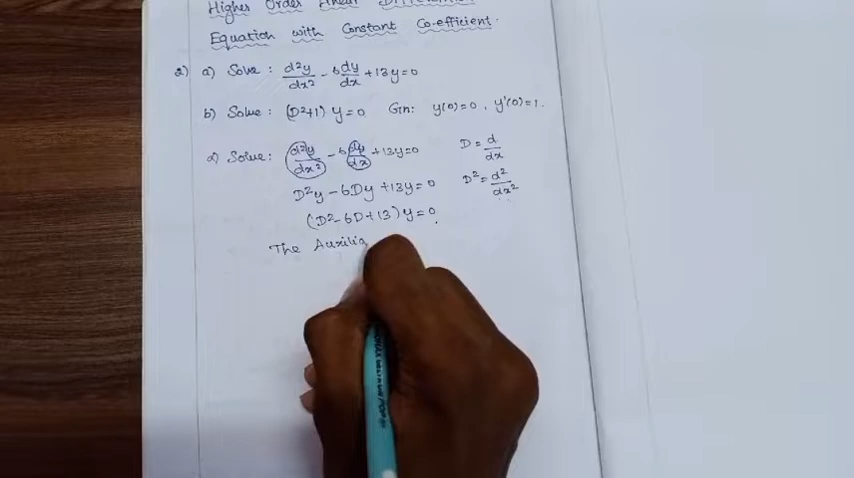 Higher Order Linear
Equation with Constant Co-efficient.
2) a) Solve : d²y/dx² - 6 dy/dx + 13y = 0
b) Solve : (D²+1) y = 0 Gn: y(0) = 0 , y'(0) = 1.
a) Solve : d²y/dx² - 6 dy/dx + 13y = 0 D = d/dx
D²y - 6Dy + 13y = 0 D² = d²/dx²
(D² - 6D + 13) y = 0.
The Auxilia